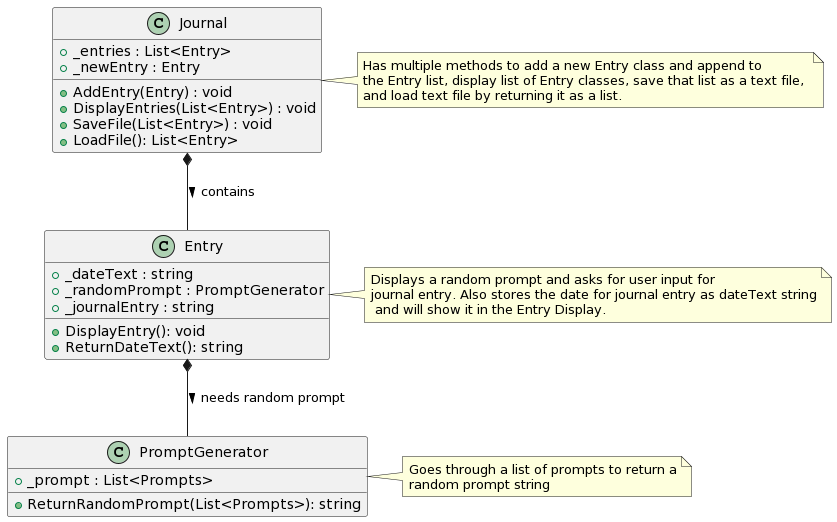 C Journal
_entries : List<Entry>
_newEntry : Entry
AddEntry(Entry) : void
DisplayEntries(List<Entry>) : void
SaveFile(List<Entry>) : void
LoadFile(): List<Entry>
Has multiple methods to add a new Entry class and append to
the Entry list, display list of Entry classes, save that list as a text file,
and load text file by returning it as a list.
contains
C Entry
_dateText : string
_randomPrompt : PromptGenerator
_journalEntry : string
DisplayEntry(): void
ReturnDateText(): string
Displays a random prompt and asks for user input for
journal entry. Also stores the date for journal entry as dateText string
and will show it in the Entry Display.
needs random prompt
C PromptGenerator
_prompt : List<Prompts>
ReturnRandomPrompt(List<Prompts>): string
Goes through a list of prompts to return a
random prompt string